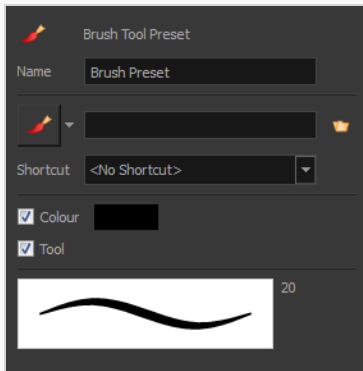 Brush Tool Preset
Name Brush Preset
Shortcut <No Shortcut>
Colour
Tool
20